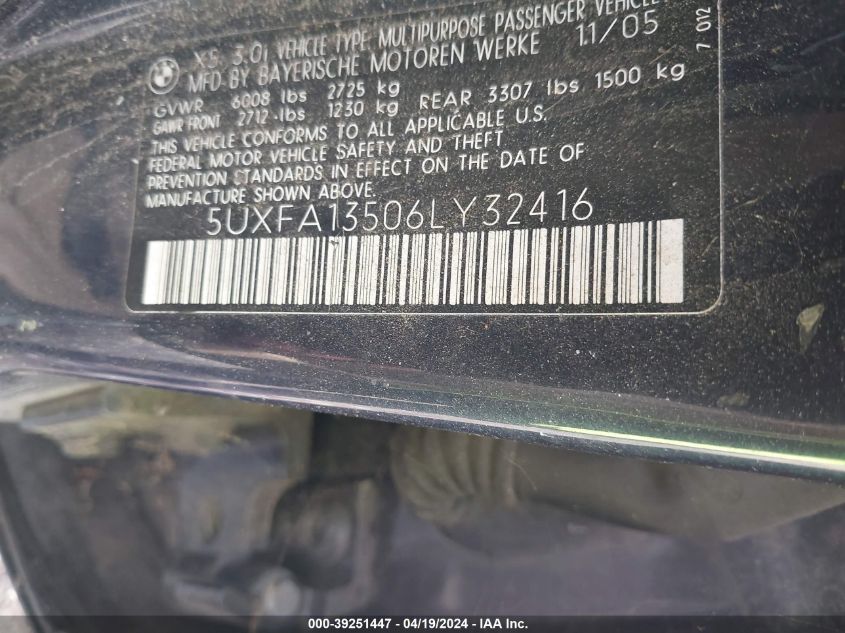 X5 3.0i VEHICLE TYPE: MULTIPURPOSE PASSENGER VEHICLE
MFD BY BAYERISCHE MOTOREN WERKE 11/05
GVWR 6008 lbs 2725 kg
GAWR FRONT 2712 lbs 1230 kg REAR 3307 lbs 1500 kg
THIS VEHICLE CONFORMS TO ALL APPLICABLE U.S.
FEDERAL MOTOR VEHICLE SAFETY AND THEFT
PREVENTION STANDARDS IN EFFECT ON THE DATE OF
MANUFACTURE SHOWN ABOVE.
5UXFA13506LY32416
7 012
000-39251447 - 04/19/2024 - IAA Inc.